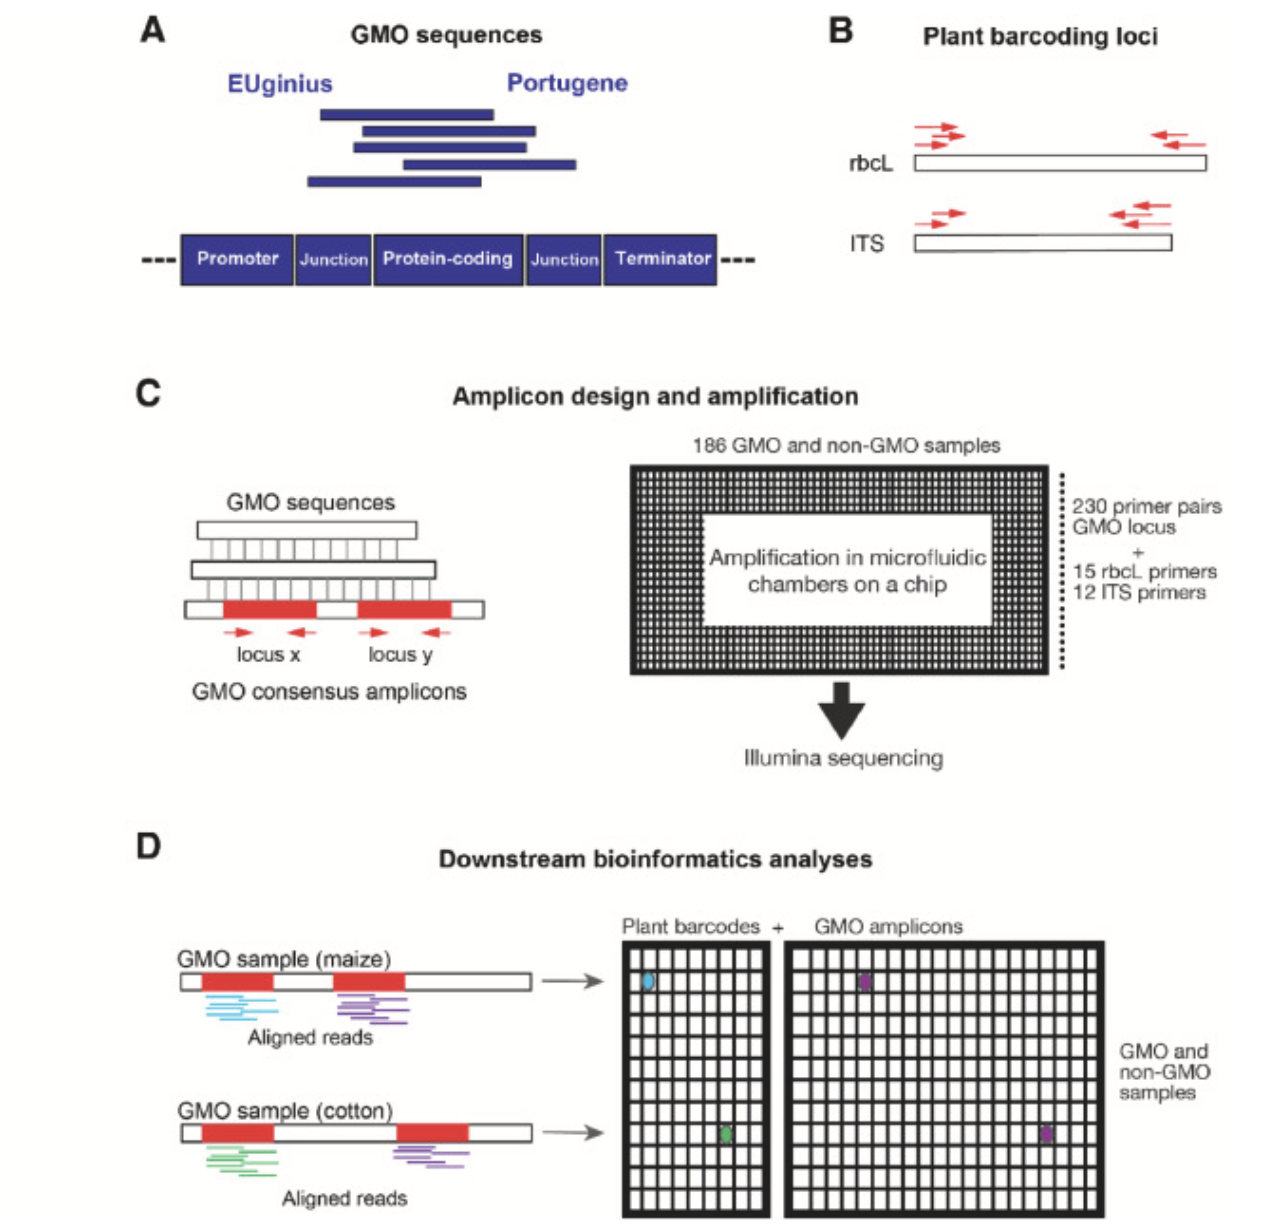 A
GMO sequences
EUginius
Portugene
Promoter
Junction
Protein-coding
Junction
Terminator
B
Plant barcoding loci
rbcL
ITS
C
Amplicon design and amplification
GMO sequences
locus x
locus y
GMO consensus amplicons
186 GMO and non-GMO samples
Amplification in microfluidic
chambers on a chip
230 primer pairs
GMO locus
+
15 rbcL primers
12 ITS primers
Illumina sequencing
D
Downstream bioinformatics analyses
GMO sample (maize)
Aligned reads
GMO sample (cotton)
Aligned reads
Plant barcodes + GMO amplicons
GMO and
non-GMO
samples